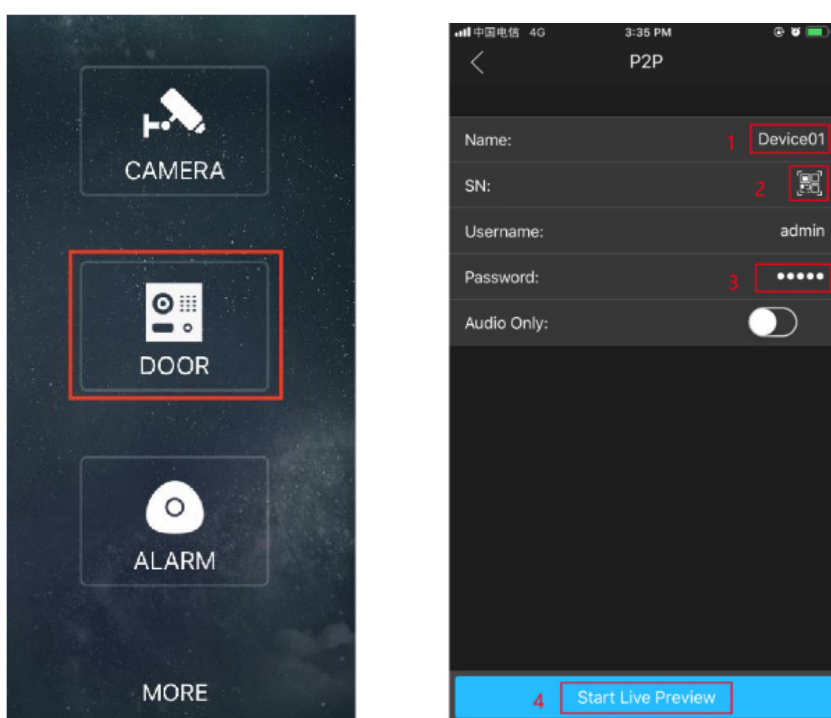 CAMERA
DOOR
ALARM
MORE
中国电信 4G 3:35 PM
P2P
Name: 1 Device01
SN: 2
Username: admin
Password: 3 •••••
Audio Only:
4 Start Live Preview